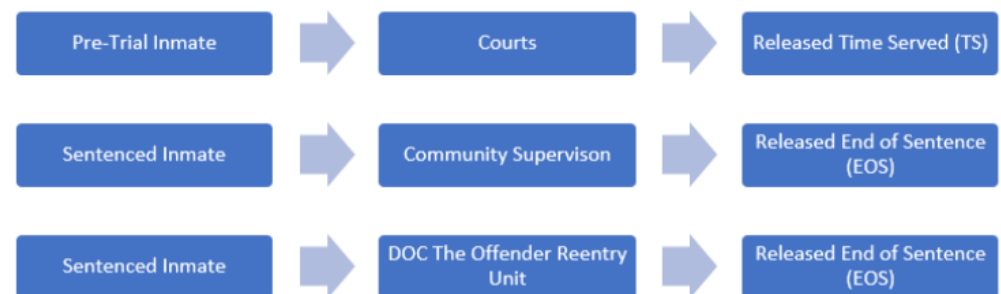 Pre-Trial Inmate
Courts
Released Time Served (TS)
Sentenced Inmate
Community Supervison
Released End of Sentence
(EOS)
Sentenced Inmate
DOC The Offender Reentry
Unit
Released End of Sentence
(EOS)